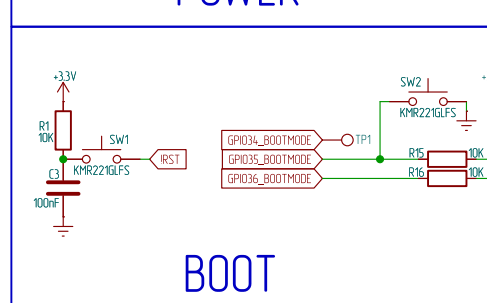 POWER
+3.3V
R1
10K
SW1
KMR221GLFS
!RST
C3
100nF
SW2
KMR221GLFS
GPIO34_BOOTMODE
TP1
GPIO35_BOOTMODE
R15
10K
GPIO36_BOOTMODE
R16
10K
BOOT